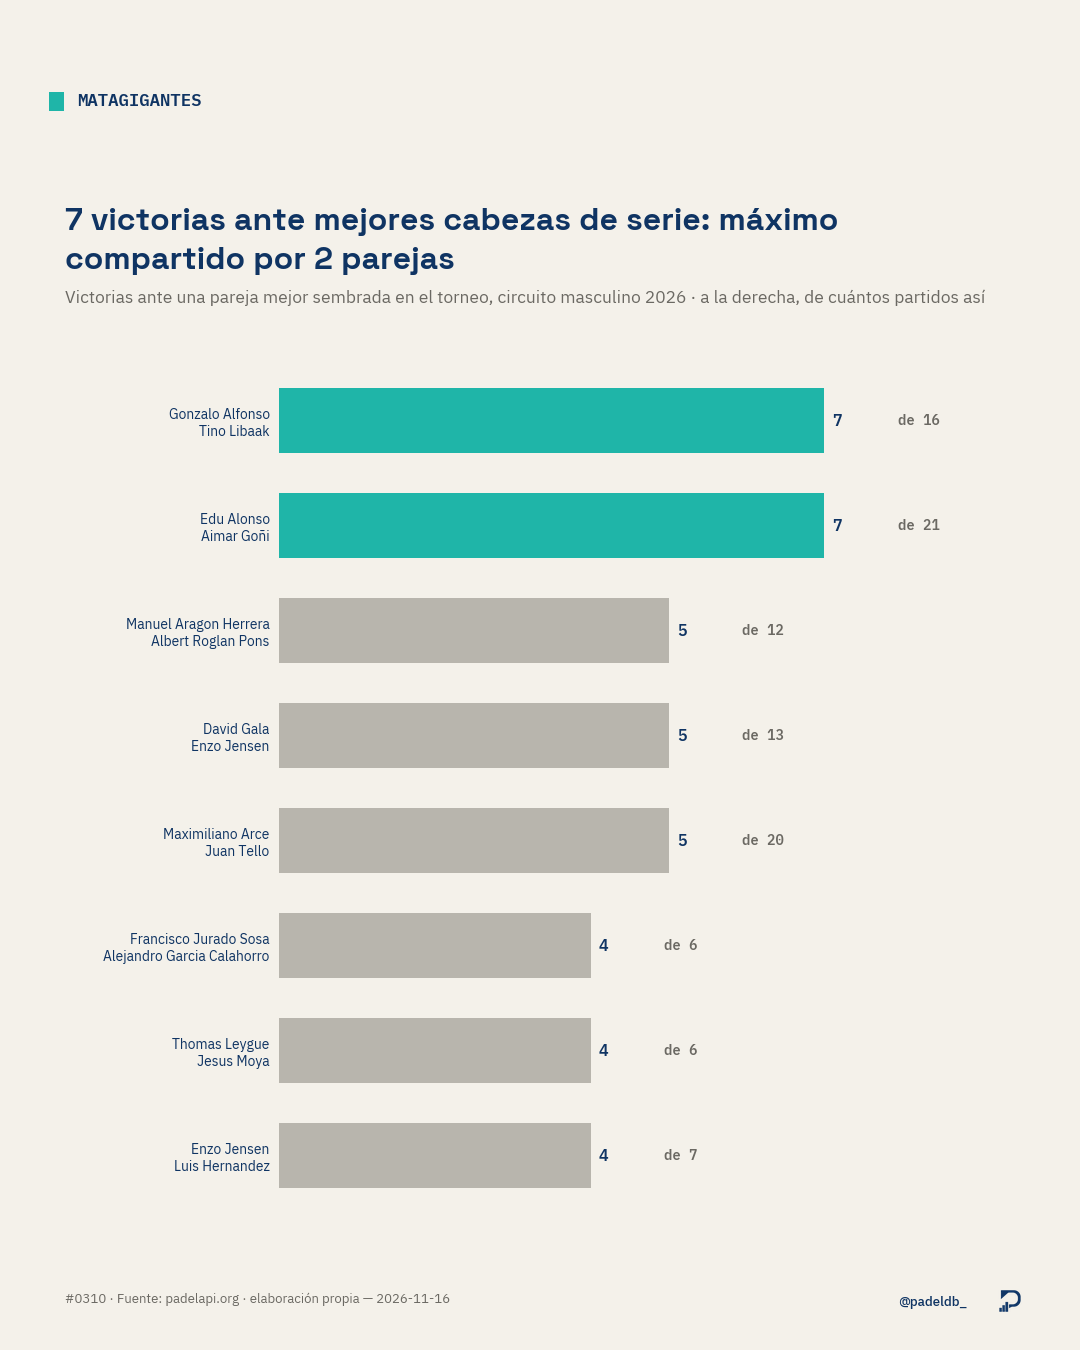 MATAGIGANTES
7 victorias ante mejores cabezas de serie: máximo
compartido por 2 parejas
Victorias ante una pareja mejor sembrada en el torneo, circuito masculino 2026 · a la derecha, de cuántos partidos así
Gonzalo Alfonso
Tino Libaak
7 de 16
Edu Alonso
Aimar Goñi
7 de 21
Manuel Aragon Herrera
Albert Roglan Pons
5 de 12
David Gala
Enzo Jensen
5 de 13
Maximiliano Arce
Juan Tello
5 de 20
Francisco Jurado Sosa
Alejandro Garcia Calahorro
4 de 6
Thomas Leygue
Jesus Moya
4 de 6
Enzo Jensen
Luis Hernandez
4 de 7
#0310 · Fuente: padelapi.org · elaboración propia — 2026-11-16
@padeldb_